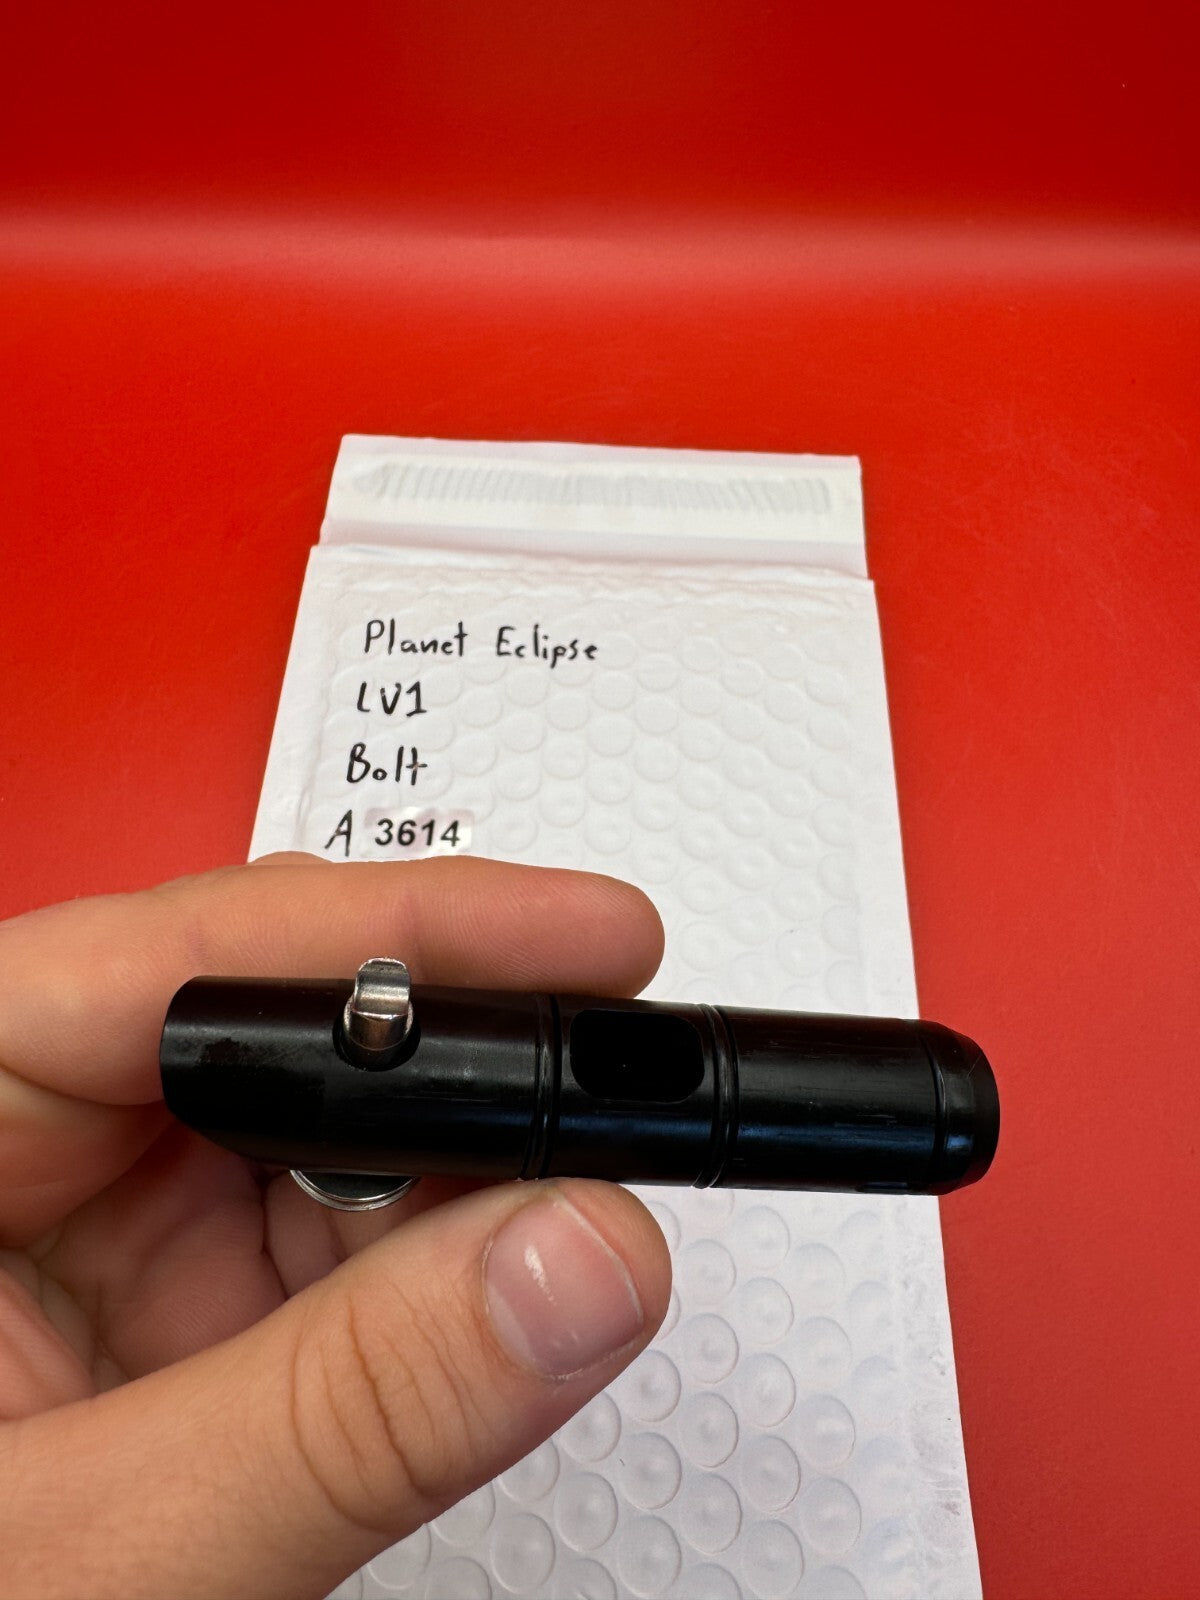 Planet Eclipse
LV1
Bolt
A 3614